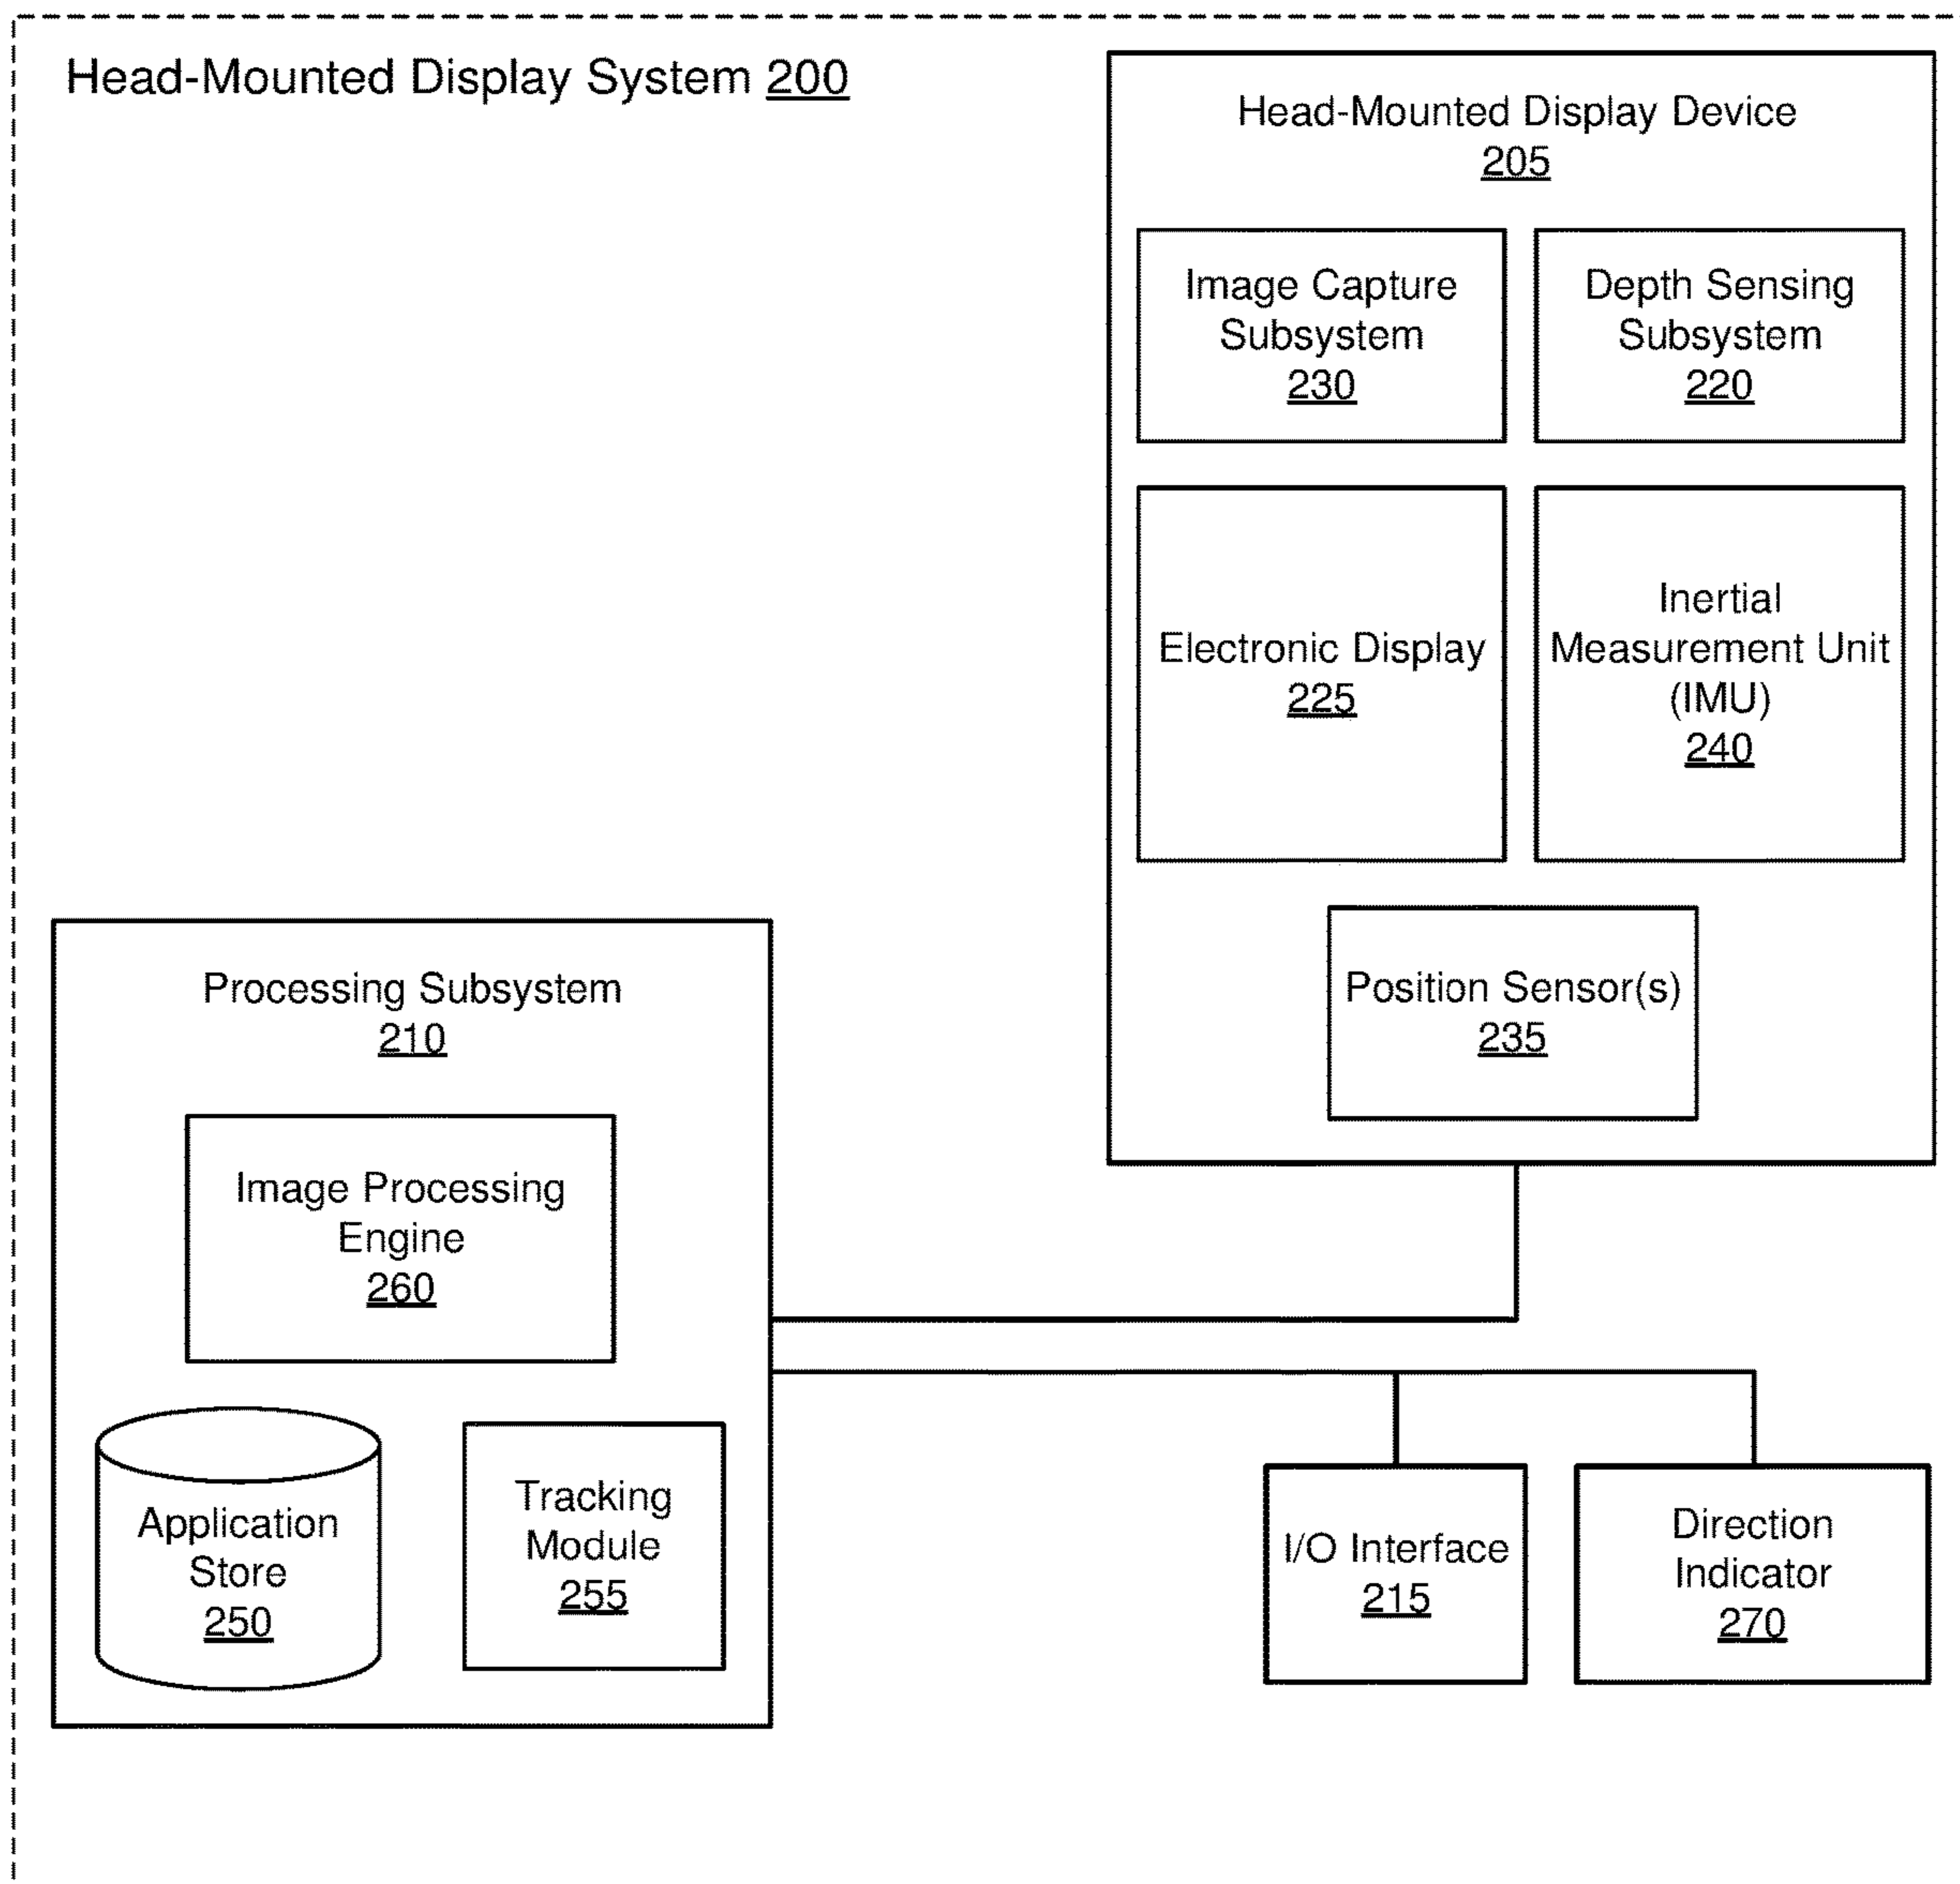 Head-Mounted Display System 200
Head-Mounted Display Device
205
Image Capture
Subsystem
230
Depth Sensing
Subsystem
220
Electronic Display
225
Inertial
Measurement Unit
(IMU)
240
Position Sensor(s)
235
Processing Subsystem
210
Image Processing
Engine
260
Application
Store
250
Tracking
Module
255
I/O Interface
215
Direction
Indicator
270